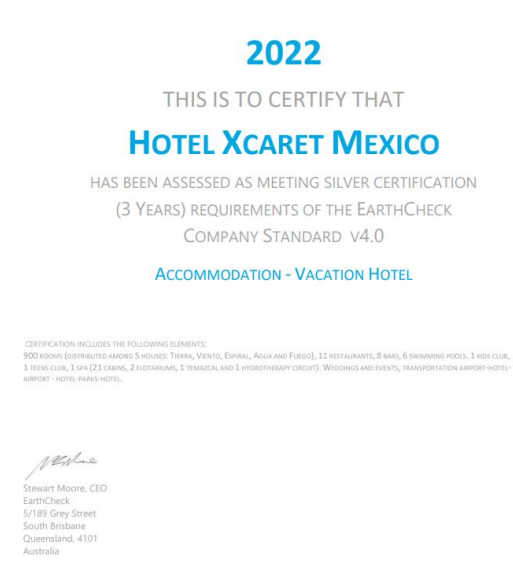 2022
THIS IS TO CERTIFY THAT
HOTEL XCARET MEXICO
HAS BEEN ASSESSED AS MEETING SILVER CERTIFICATION
(3 YEARS) REQUIREMENTS OF THE EARTHCHECK
COMPANY STANDARD V4.0
ACCOMMODATION - VACATION HOTEL
CERTIFICATION INCLUDES THE FOLLOWING ELEMENTS:
900 ROOMS (DISTRIBUTED AMONG 5 HOUSES: TIERRA, VIENTO, ESPIRAL, AGUA AND FUEGO), 11 RESTAURANTS, 8 BARS, 6 SWIMMING POOLS. 1 KIDS CLUB,
1 TEENS CLUB, 1 SPA (21 CABINS, 2 FLOTARIUMS, 1 TEMAZCAL AND 1 HYDROTHERAPY CIRCUIT). WEDDINGS AND EVENTS, TRANSPORTATION AIRPORT-HOTEL-
AIRPORT - HOTEL-PARKS-HOTEL.
Stewart Moore, CEO
EarthCheck
5/189 Grey Street
South Brisbane
Queensland, 4101
Australia